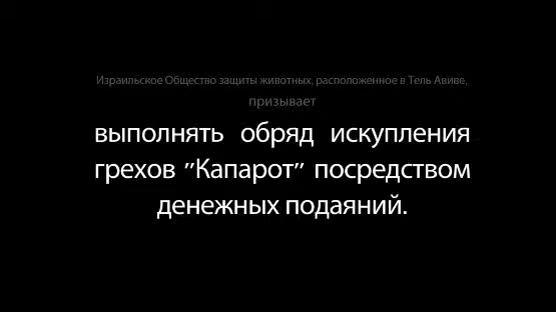 Израильское Общество защиты животных, расположенное в Тель Авиве,
призывает
выполнять обряд искупления
грехов "Капарот" посредством
денежных подаяний.